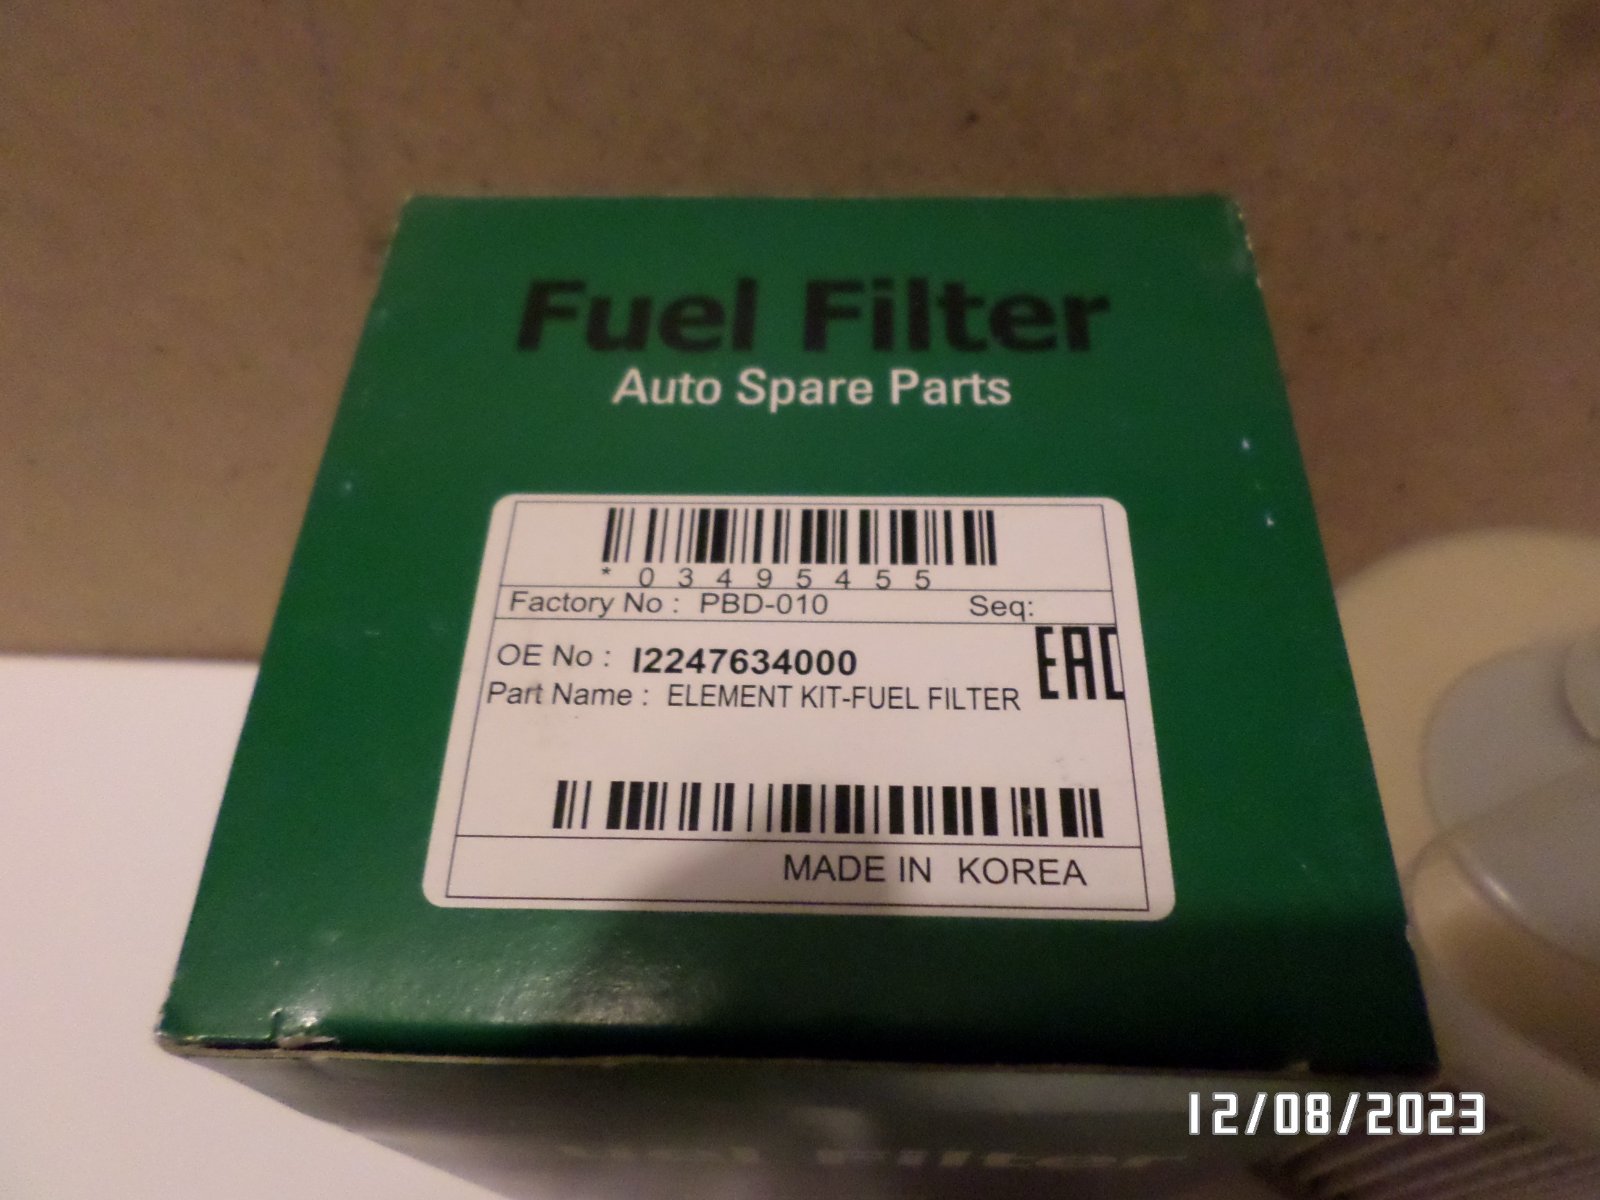 Fuel Filter
Auto Spare Parts
* 0 3 4 9 5 4 5 5
Factory No : PBD-010 Seq:
OE No : I2247634000
EAC
Part Name : ELEMENT KIT-FUEL FILTER
MADE IN KOREA
12/08/2023